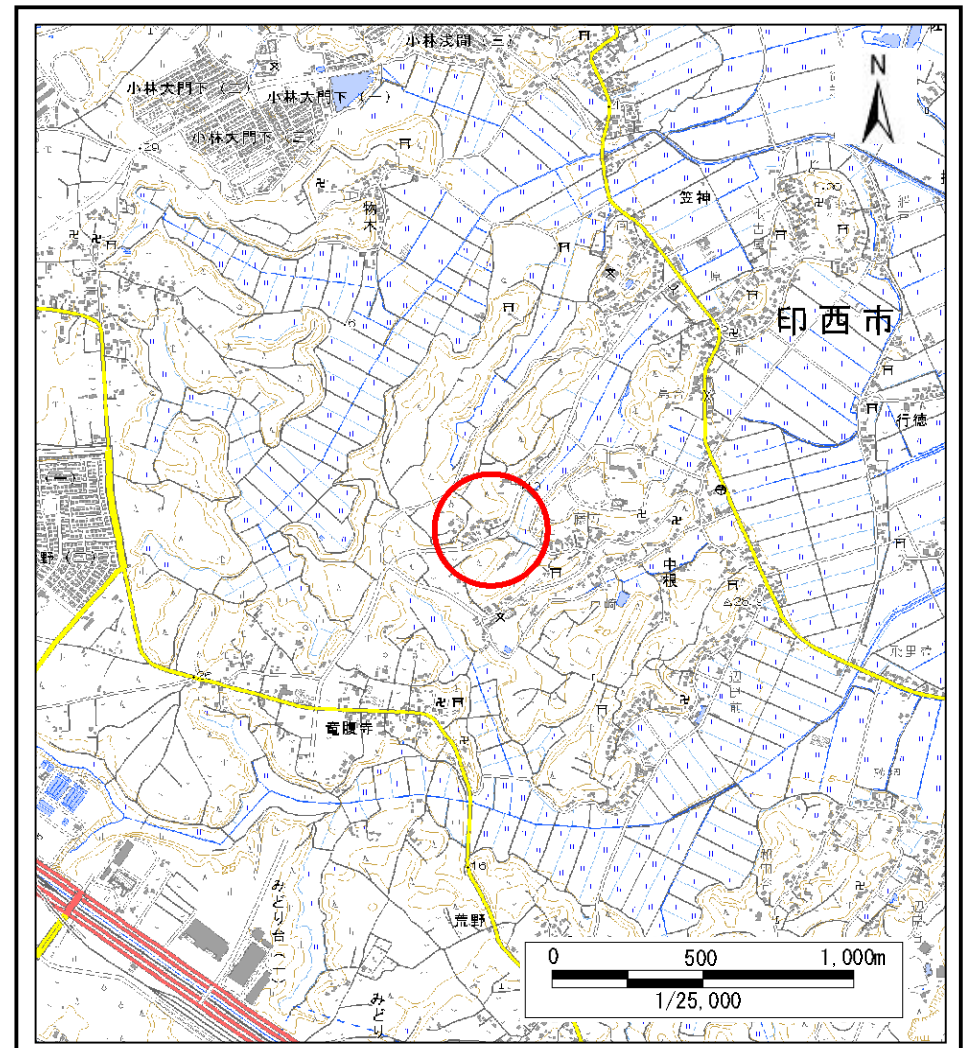 小林浅間(三)
小林大門下(二)
小林大門下(一)
小林大門下(三)
N
・29
物木
笠神
印西市
行徳
中根
竜腹寺
・16
荒野
みどり台(一)
みどり
0 500 1,000m
1/25,000